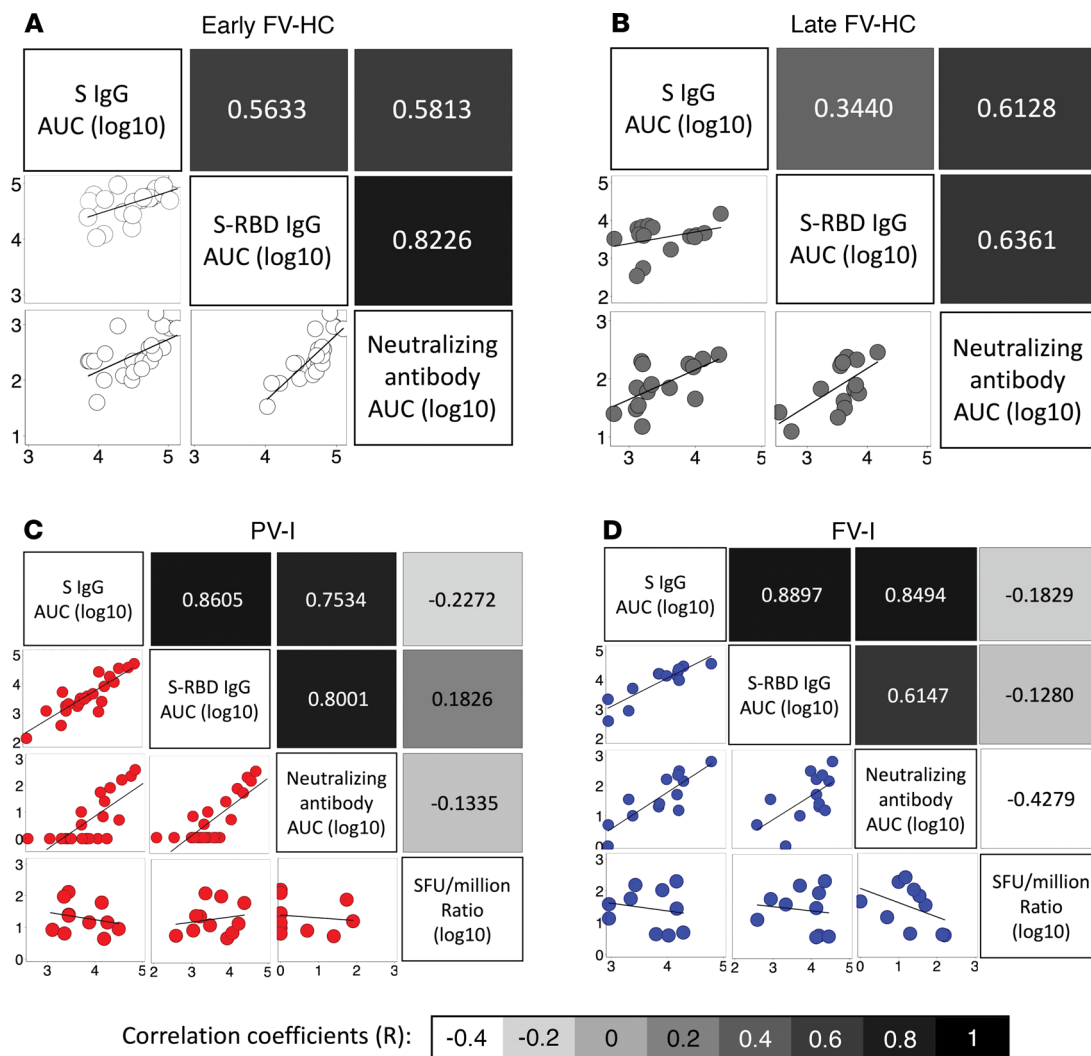 A
Early FV-HC
S IgG
AUC (log10)
0.5633
0.5813
5
4
3
S-RBD IgG
AUC (log10)
0.8226
3
2
1
Neutralizing
antibody
AUC (log10)
3
4
5
3
4
5
B
Late FV-HC
S IgG
AUC (log10)
0.3440
0.6128
5
4
3
2
S-RBD IgG
AUC (log10)
0.6361
3
2
1
Neutralizing
antibody
AUC (log10)
3
4
5
3
4
5
C
PV-I
S IgG
AUC (log10)
0.8605
0.7534
-0.2272
5
4
3
2
S-RBD IgG
AUC (log10)
0.8001
0.1826
3
2
1
0
Neutralizing
antibody
AUC (log10)
-0.1335
3
2
1
0
SFU/million
Ratio
(log10)
3
4
5
2
3
4
5
0
1
2
3
D
FV-I
S IgG
AUC (log10)
0.8897
0.8494
-0.1829
5
4
3
2
S-RBD IgG
AUC (log10)
0.6147
-0.1280
3
2
1
0
Neutralizing
antibody
AUC (log10)
-0.4279
3
2
1
0
SFU/million
Ratio
(log10)
3
4
5
2
3
4
5
0
1
2
3
Correlation coefficients (R): -0.4 -0.2 0 0.2 0.4 0.6 0.8 1